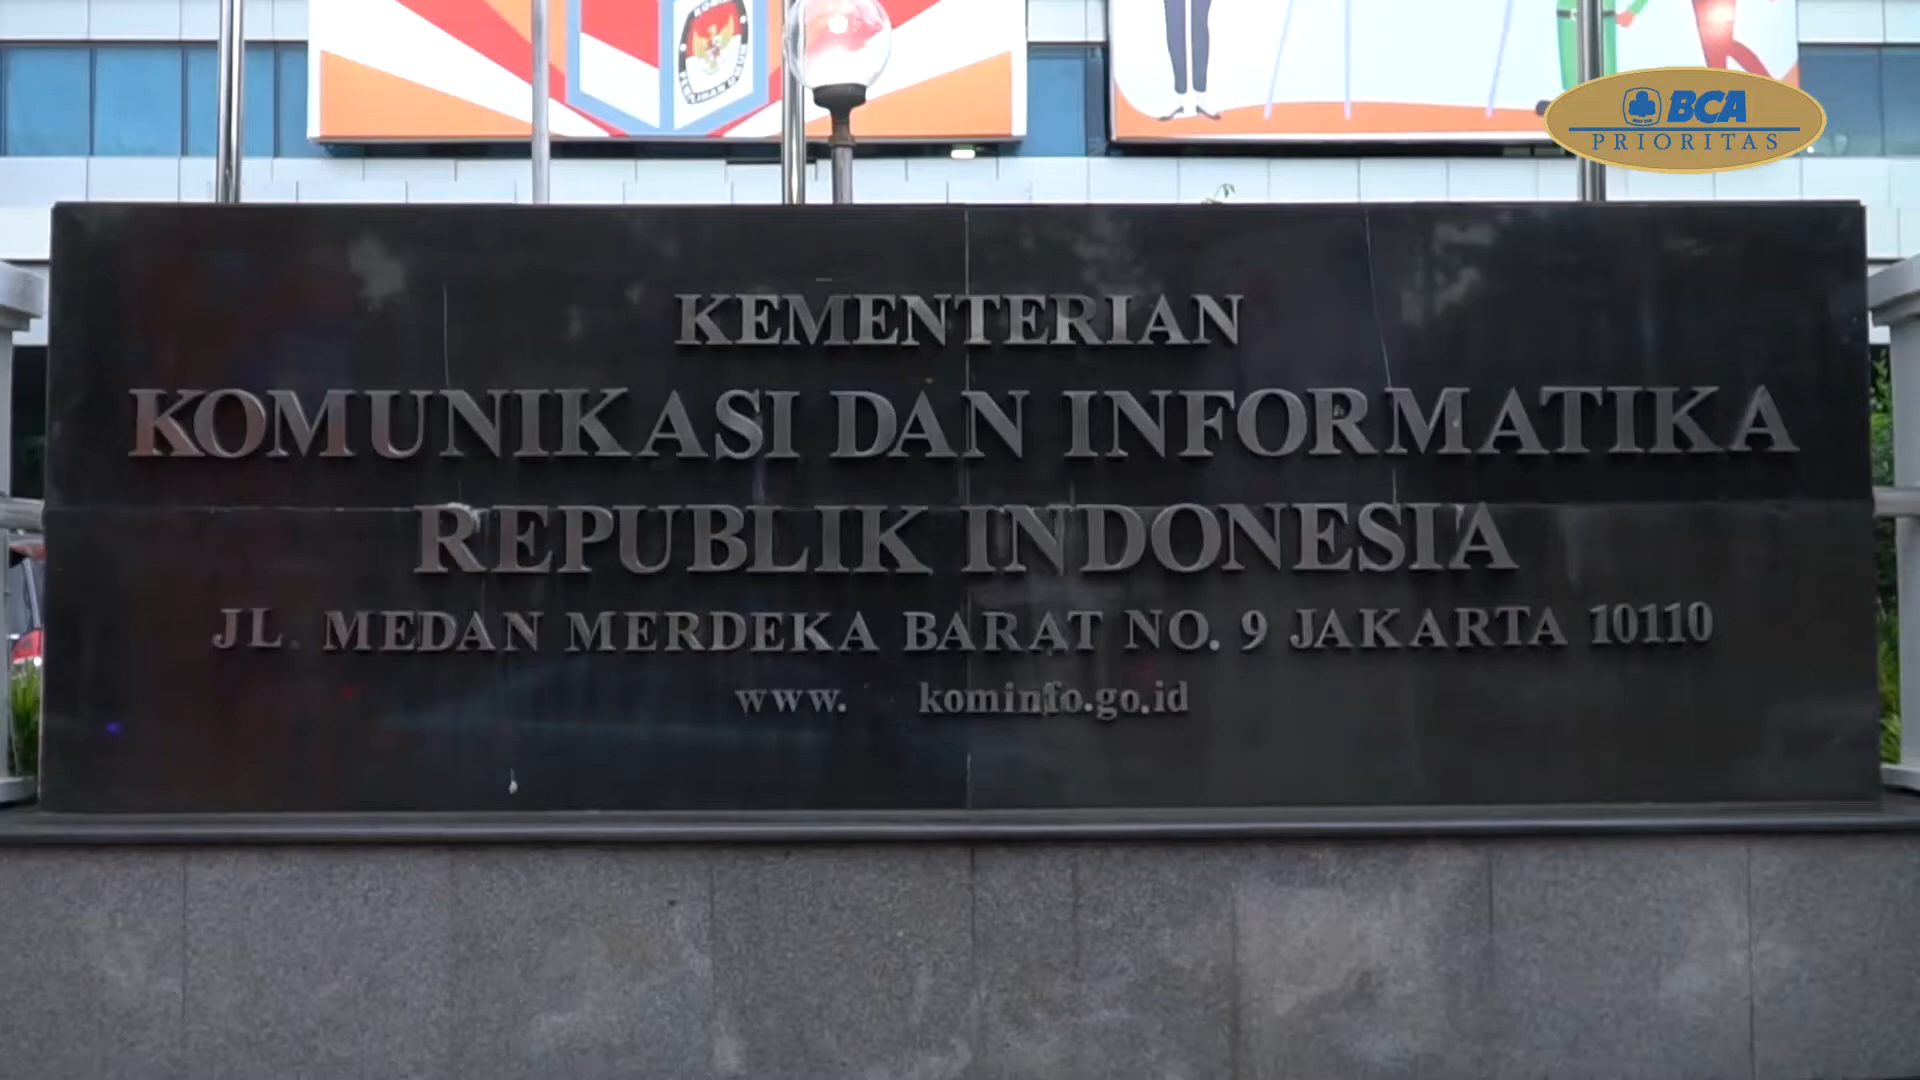 BCA
PRIORITAS
KEMENTERIAN
KOMUNIKASI DAN INFORMATIKA
REPUBLIK INDONESIA
JL. MEDAN MERDEKA BARAT NO. 9 JAKARTA 10110
www. kominfo.go.id